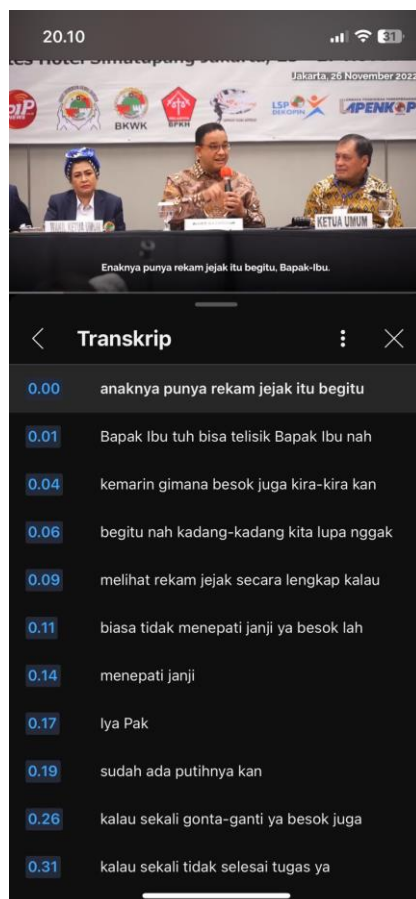 20.10
31
Jakarta, 26 November 2022
BKWK
BPKH
LSP
DEKOPIN
APENKOP
KETUA UMUM
Enaknya punya rekam jejak itu begitu, Bapak-Ibu.
Transkrip
0.00 anaknya punya rekam jejak itu begitu
0.01 Bapak Ibu tuh bisa telisik Bapak Ibu nah
0.04 kemarin gimana besok juga kira-kira kan
0.06 begitu nah kadang-kadang kita lupa nggak
0.09 melihat rekam jejak secara lengkap kalau
0.11 biasa tidak menepati janji ya besok lah
0.14 menepati janji
0.17 Iya Pak
0.19 sudah ada putihnya kan
0.26 kalau sekali gonta-ganti ya besok juga
0.31 kalau sekali tidak selesai tugas ya